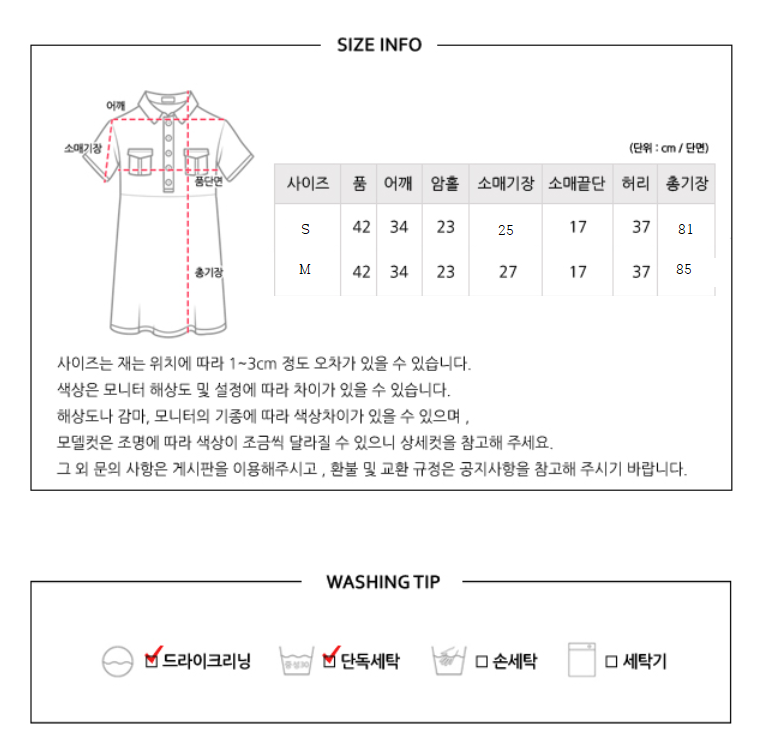 SIZE INFO
어깨
소매기장
품단면
총기장
(단위 : cm / 단면)
사이즈 품 어깨 암홀 소매기장 소매끝단 허리 총기장
S 42 34 23 25 17 37 81
M 42 34 23 27 17 37 85
사이즈는 재는 위치에 따라 1~3cm 정도 오차가 있을 수 있습니다.
색상은 모니터 해상도 및 설정에 따라 차이가 있을 수 있습니다.
해상도나 감마, 모니터의 기종에 따라 색상차이가 있을 수 있으며 ,
모델컷은 조명에 따라 색상이 조금씩 달라질 수 있으니 상세컷을 참고해 주세요.
그 외 문의 사항은 게시판을 이용해주시고 , 환불 및 교환 규정은 공지사항을 참고해 주시기 바랍니다.
WASHING TIP
드라이크리닝 중성30 단독세탁 손세탁 세탁기